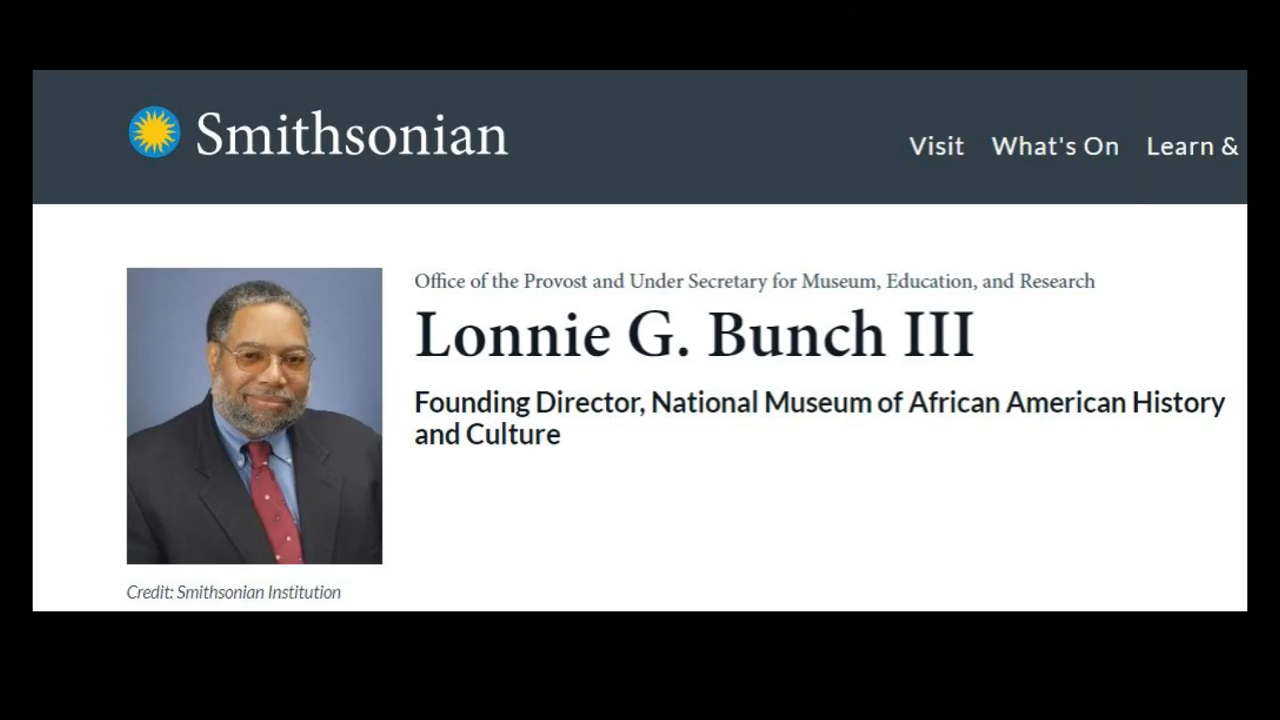 Smithsonian
Visit What's On Learn &
Office of the Provost and Under Secretary for Museum, Education, and Research
Lonnie G. Bunch III
Founding Director, National Museum of African American History
and Culture
Credit: Smithsonian Institution